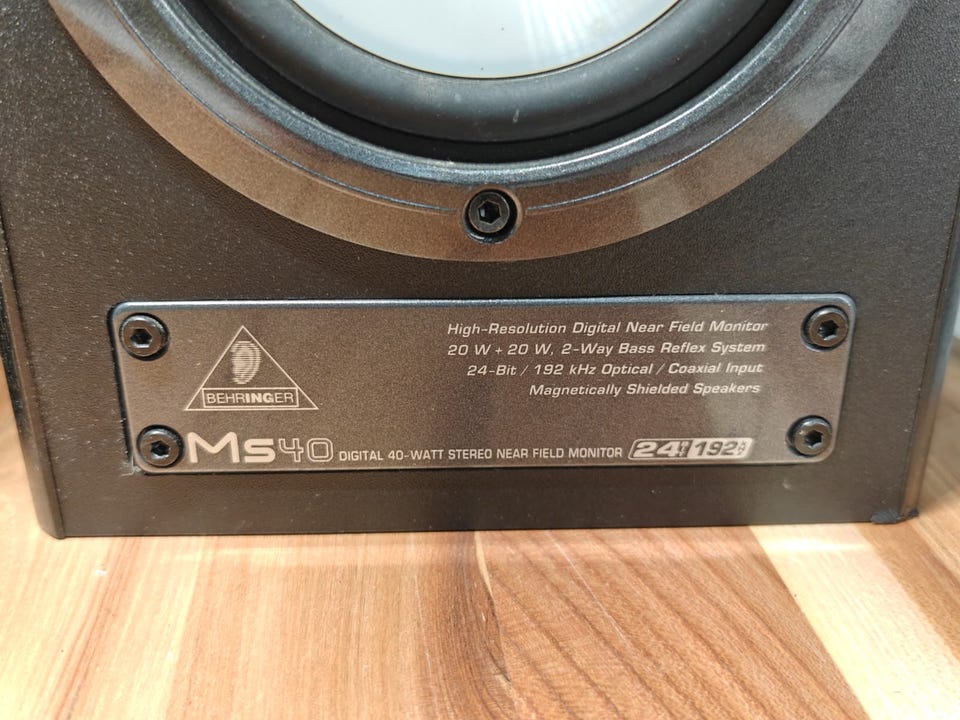 High-Resolution Digital Near Field Monitor
20 W + 20 W, 2-Way Bass Reflex System
24-Bit / 192 kHz Optical / Coaxial Input
Magnetically Shielded Speakers
BEHRINGER
MS40 DIGITAL 40-WATT STEREO NEAR FIELD MONITOR 24 192